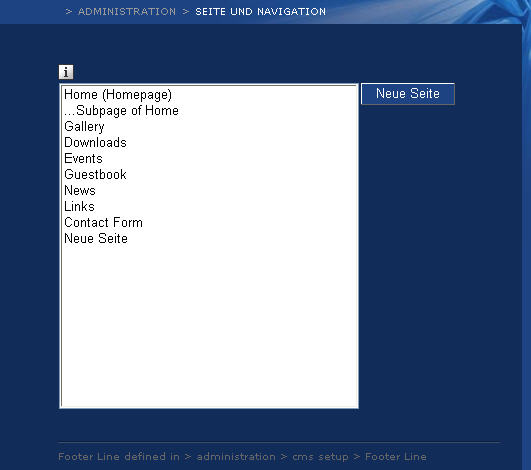 > ADMINISTRATION > SEITE UND NAVIGATION
i
Home (Homepage)
Neue Seite
...Subpage of Home
Gallery
Downloads
Events
Guestbook
News
Links
Contact Form
Neue Seite
Footer Line defined in > administration > cms setup > Footer Line